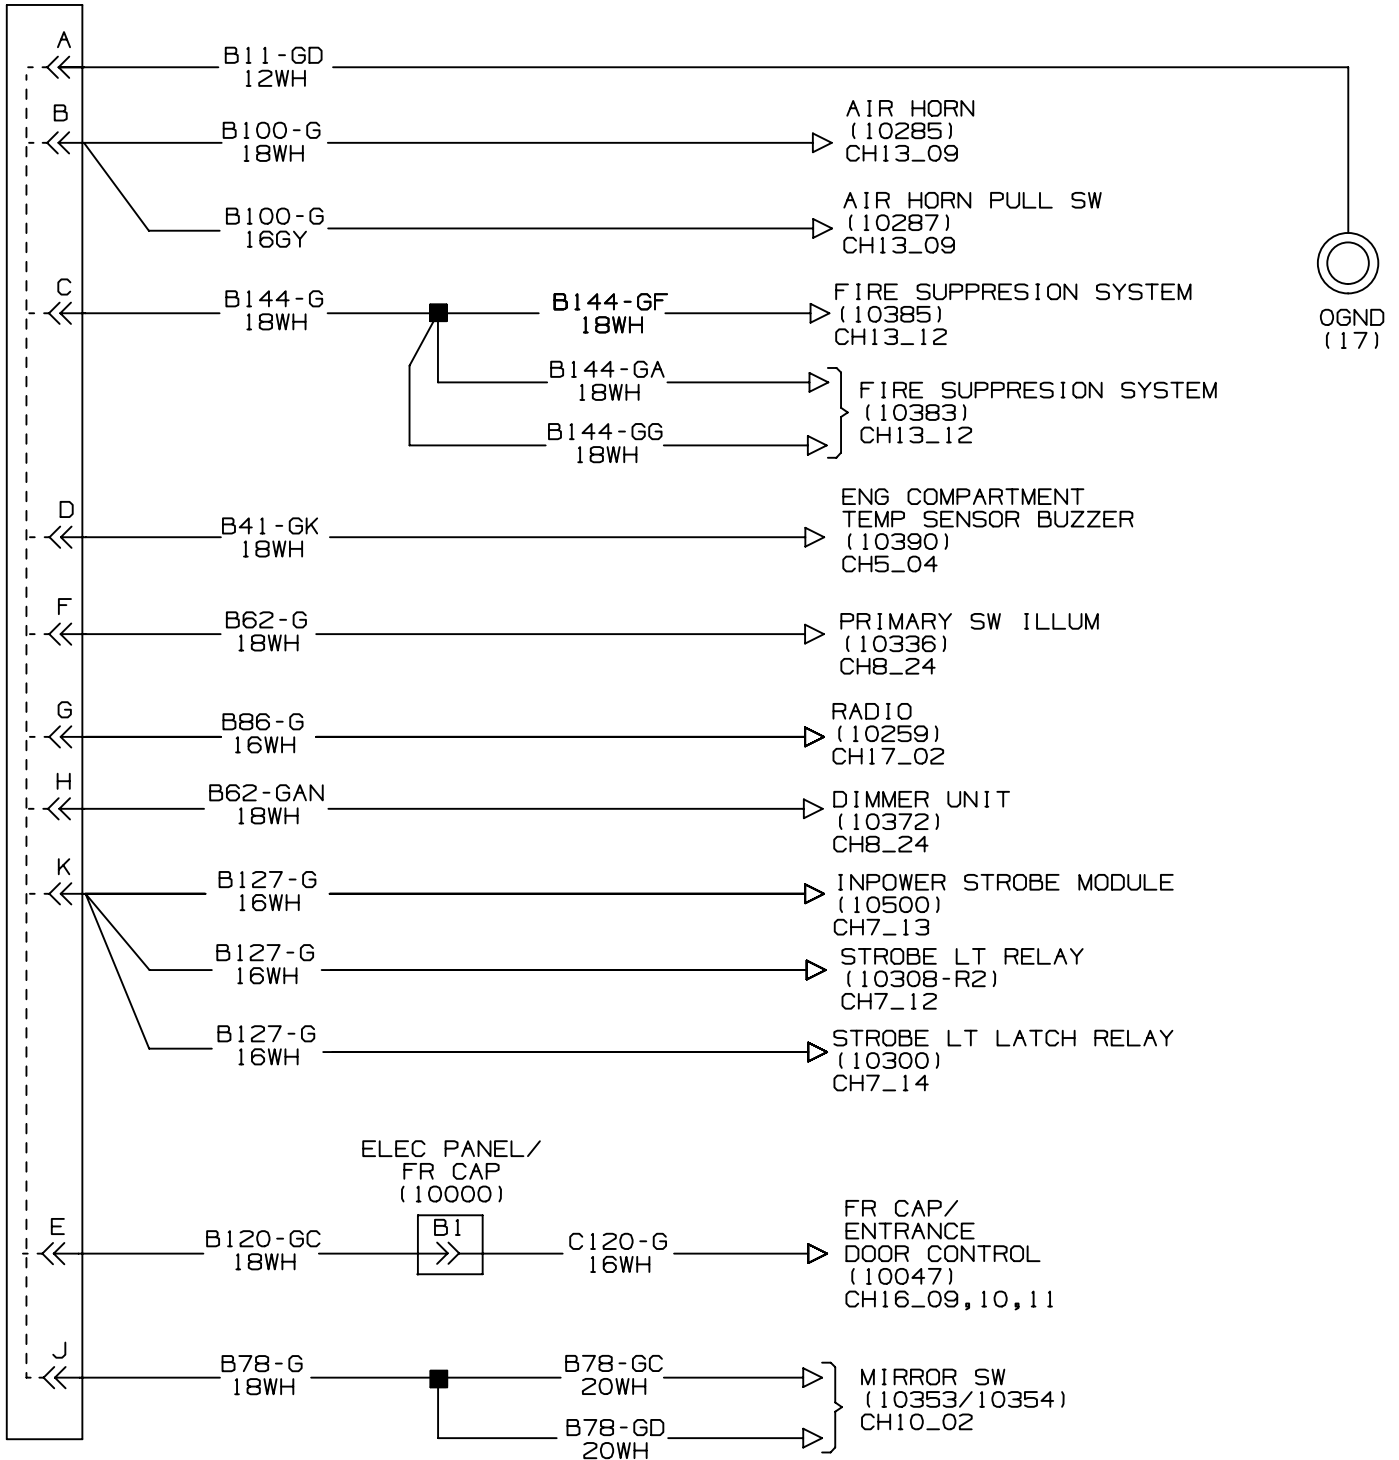 A
B11-GD
12WH
B
B100-G
18WH
AIR HORN
(10285)
CH13_09
B100-G
16GY
AIR HORN PULL SW
(10287)
CH13_09
OGND
(17)
C
B144-G
18WH
B144-GF
18WH
FIRE SUPPRESION SYSTEM
(10385)
CH13_12
B144-GA
18WH
B144-GG
18WH
FIRE SUPPRESION SYSTEM
(10383)
CH13_12
D
B41-GK
18WH
ENG COMPARTMENT
TEMP SENSOR BUZZER
(10390)
CH5_04
F
B62-G
18WH
PRIMARY SW ILLUM
(10336)
CH8_24
G
B86-G
16WH
RADIO
(10259)
CH17_02
H
B62-GAN
18WH
DIMMER UNIT
(10372)
CH8_24
K
B127-G
16WH
INPOWER STROBE MODULE
(10500)
CH7_13
B127-G
16WH
STROBE LT RELAY
(10308-R2)
CH7_12
B127-G
16WH
STROBE LT LATCH RELAY
(10300)
CH7_14
ELEC PANEL/
FR CAP
(10000)
E
B120-GC
18WH
B1
C120-G
16WH
FR CAP/
ENTRANCE
DOOR CONTROL
(10047)
CH16_09,10,11
J
B78-G
18WH
B78-GC
20WH
B78-GD
20WH
MIRROR SW
(10353/10354)
CH10_02